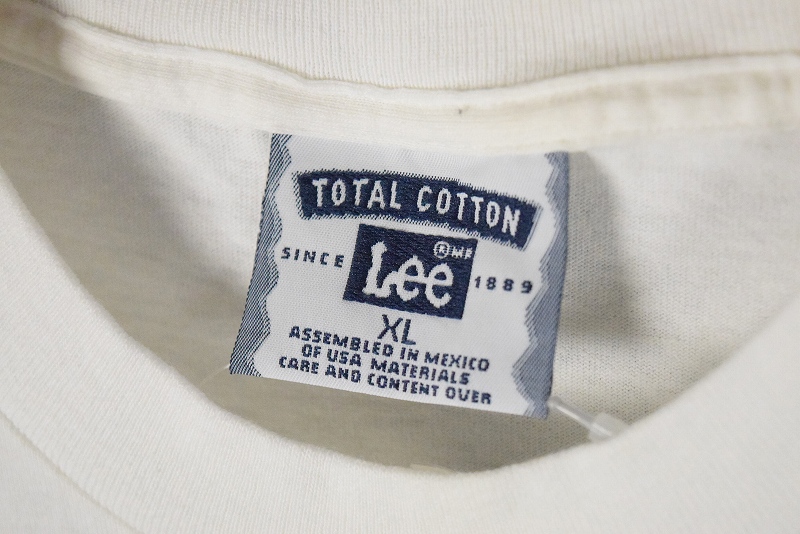 TOTAL COTTON
SINCE Lee ® MR 1889
XL
ASSEMBLED IN MEXICO
OF USA MATERIALS
CARE AND CONTENT OVER